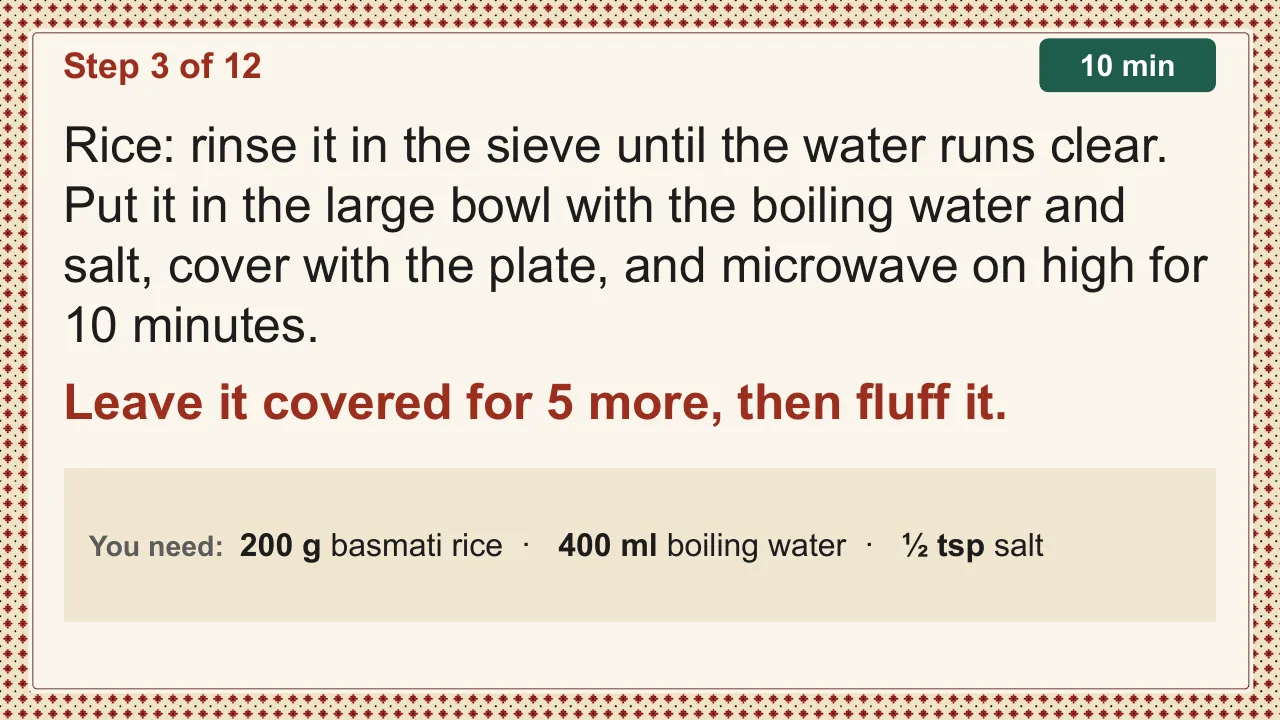 Step 3 of 12
10 min
Rice: rinse it in the sieve until the water runs clear.
Put it in the large bowl with the boiling water and
salt, cover with the plate, and microwave on high for
10 minutes.
Leave it covered for 5 more, then fluff it.
You need: 200 g basmati rice · 400 ml boiling water · ½ tsp salt